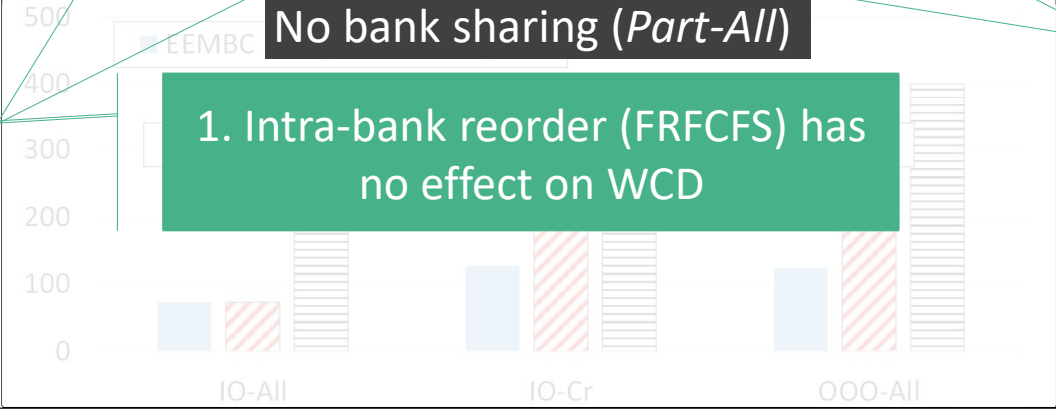 No bank sharing (Part-All)
500
EEMBC
400
1. Intra-bank reorder (FRFCFS) has
no effect on WCD
300
200
100
0
IO-All
IO-Cr
OOO-All